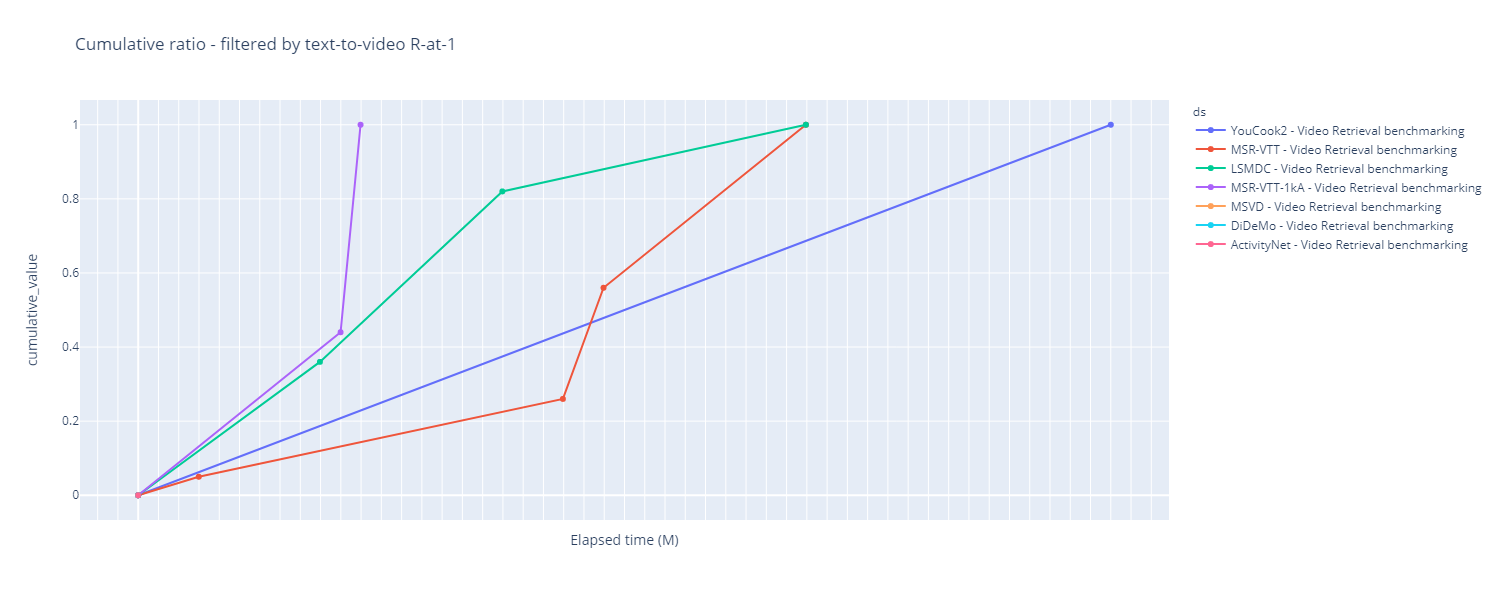 Cumulative ratio - filtered by text-to-video R-at-1
ds
YouCook2 - Video Retrieval benchmarking
MSR-VTT - Video Retrieval benchmarking
LSMDC - Video Retrieval benchmarking
MSR-VTT-1kA - Video Retrieval benchmarking
MSVD - Video Retrieval benchmarking
DiDeMo - Video Retrieval benchmarking
ActivityNet - Video Retrieval benchmarking
1
0.8
0.6
0.4
0.2
0
cumulative_value
Elapsed time (M)